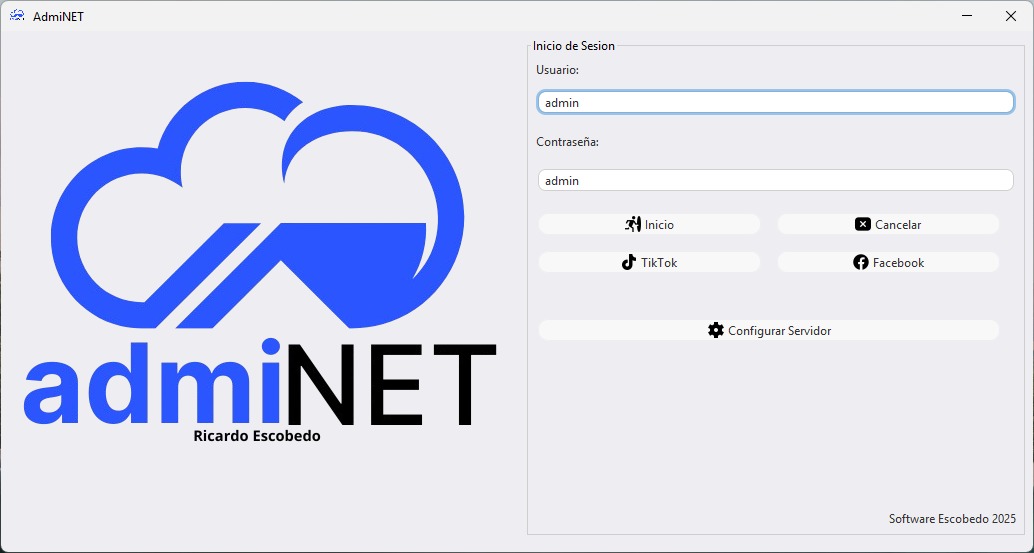 AdmiNET
admiNET
Ricardo Escobedo
Inicio de Sesion
Usuario:
admin
Contraseña:
admin
Inicio
Cancelar
TikTok
Facebook
Configurar Servidor
Software Escobedo 2025